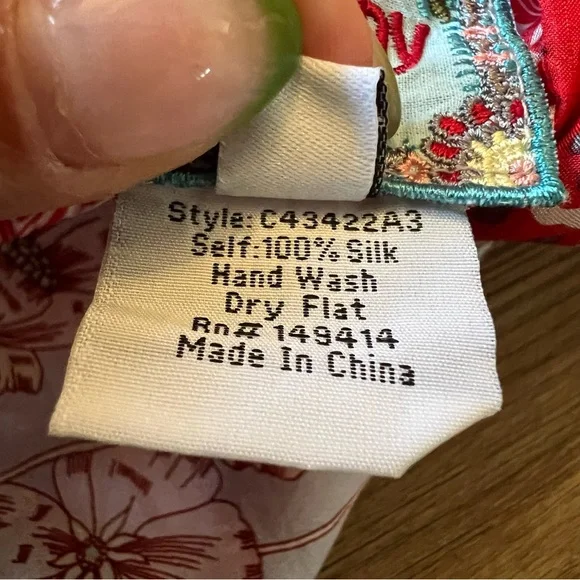 Style: C43422A3
Self:100% Silk
Hand Wash
Dry Flat
Rn# 149414
Made In China